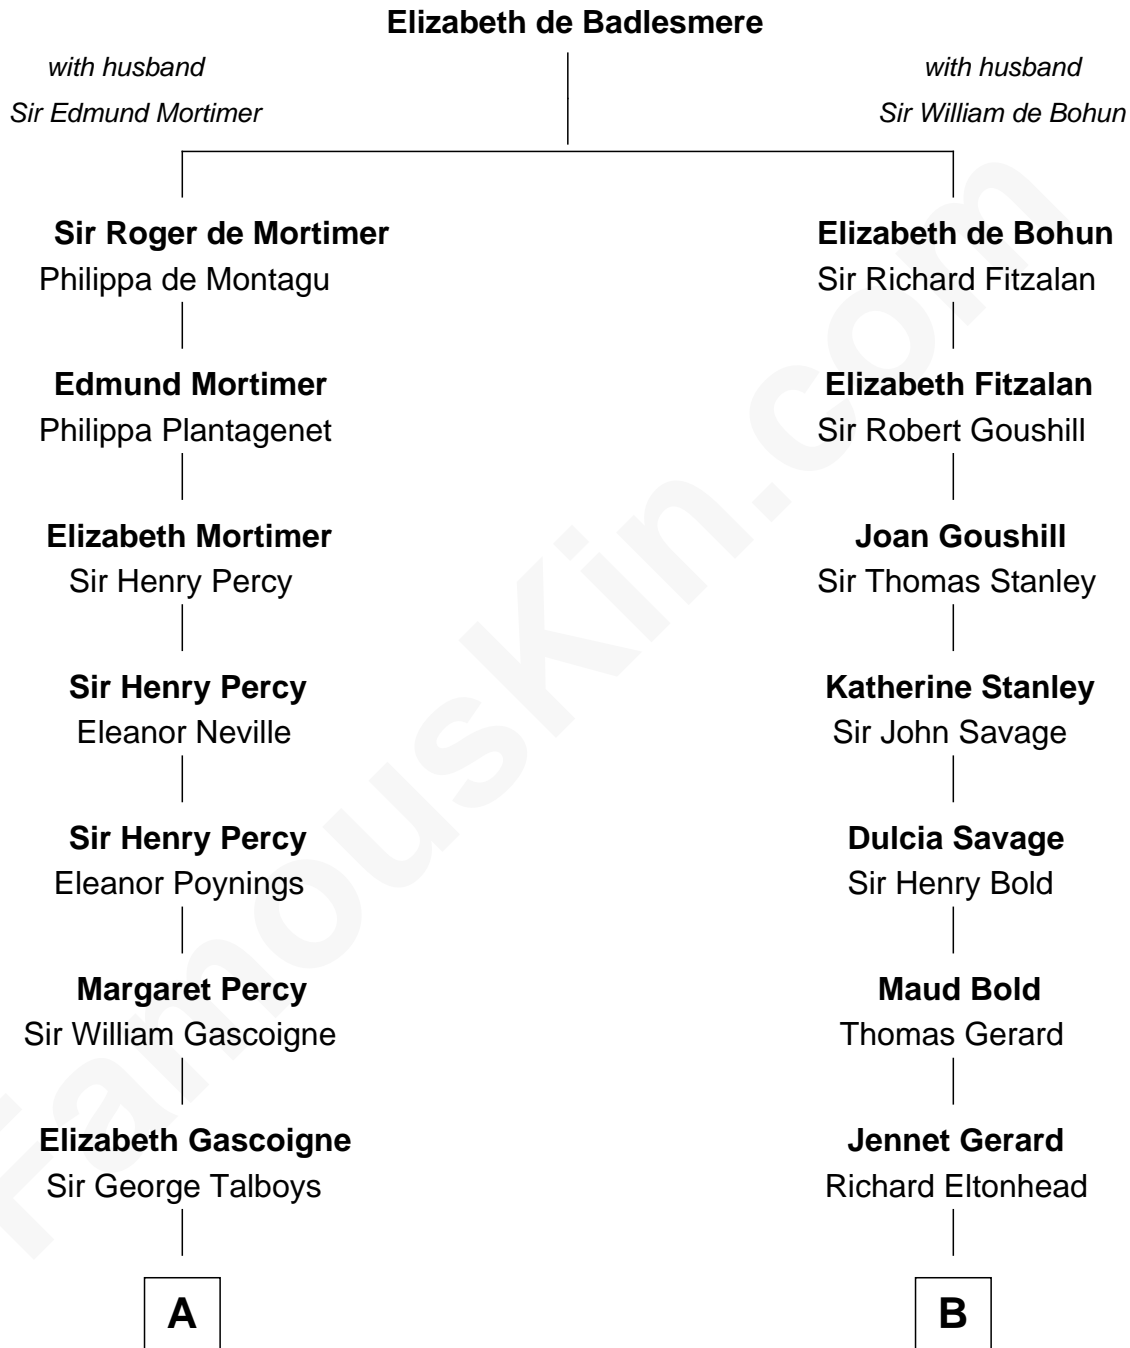 Elizabeth de Badlesmere
with husband
Sir Edmund Mortimer
with husband
Sir William de Bohun
Sir Roger de Mortimer
Philippa de Montagu
Elizabeth de Bohun
Sir Richard Fitzalan
Edmund Mortimer
Philippa Plantagenet
Elizabeth Fitzalan
Sir Robert Goushill
Elizabeth Mortimer
Sir Henry Percy
Joan Goushill
Sir Thomas Stanley
Sir Henry Percy
Eleanor Neville
Katherine Stanley
Sir John Savage
Sir Henry Percy
Eleanor Poynings
Dulcia Savage
Sir Henry Bold
Margaret Percy
Sir William Gascoigne
Maud Bold
Thomas Gerard
Elizabeth Gascoigne
Sir George Talboys
Jennet Gerard
Richard Eltonhead
A
B
FamousKin.com